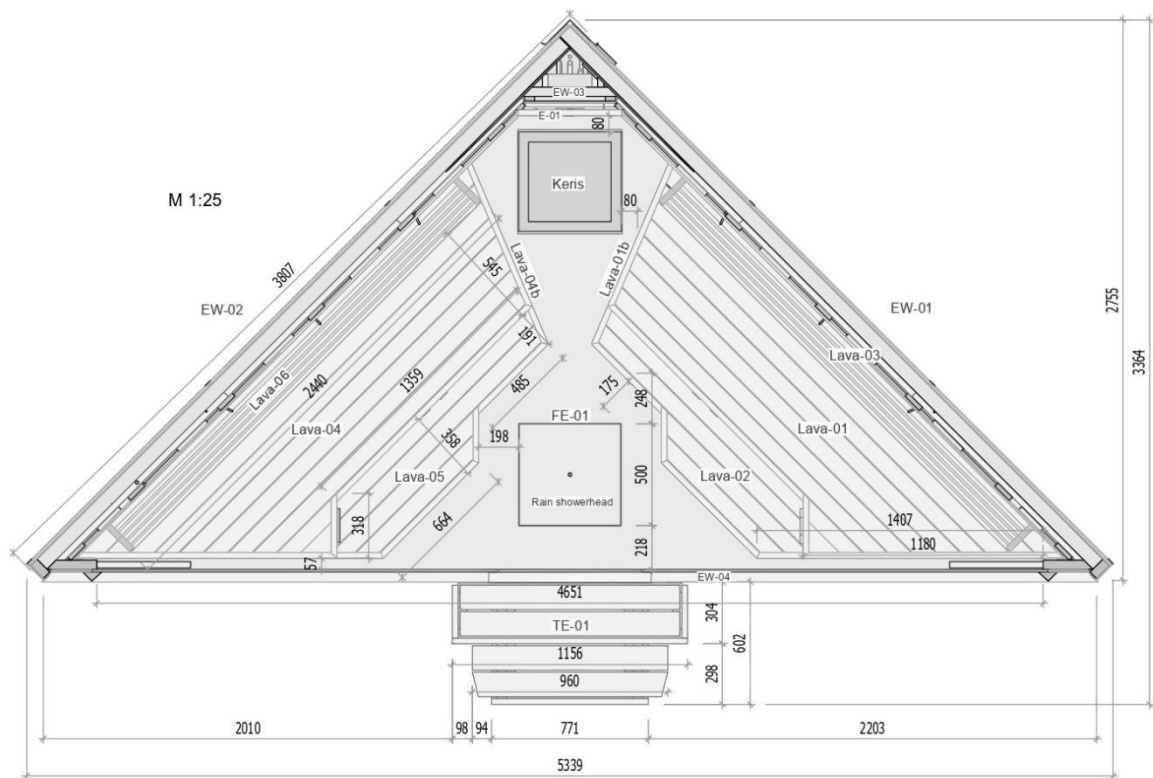 EW-03
E-01
80
Keris
M 1:25
80
Lava-04b
Lava-01b
545
3807
EW-02
EW-01
2755
3364
191
Lava-03
Lava-06
2440
1359
485
175
248
FE-01
Lava-04
358
198
Lava-01
Lava-05
Lava-02
500
Rain showerhead
318
664
1407
57
218
1180
EW-04
4651
304
TE-01
602
1156
298
960
2010
98
94
771
2203
5339